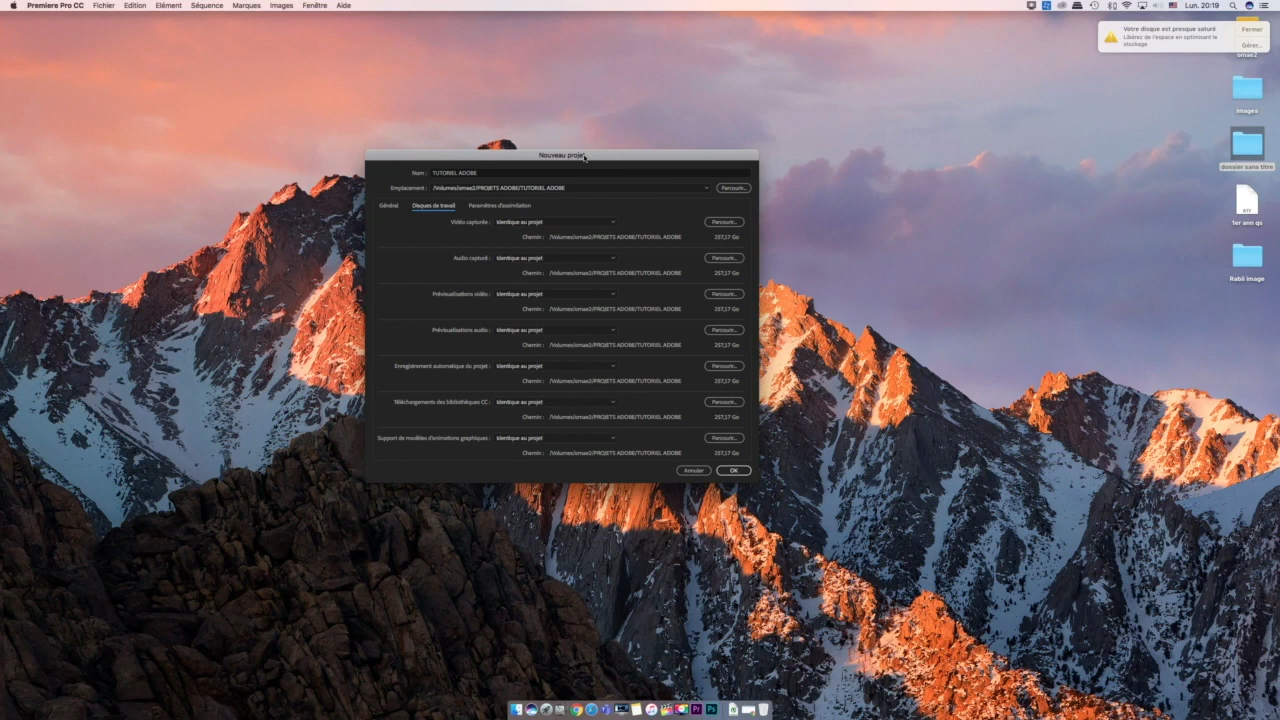 Premiere Pro CC Fichier Edition Elément Séquence Marques Images Fenêtre Aide
Lun. 20:19
Votre disque est presque saturé
Libérez de l'espace en optimisant le
stockage.
Fermer
Gérer...
omae2
images
dossier sans titre
RTF
1er ann qs
Rabii image
Nouveau projet
Nom : TUTORIEL ADOBE
Emplacement : /Volumes/omae2/PROJETS ADOBE/TUTORIEL ADOBE Parcourir...
Général Disques de travail Paramètres d'assimilation
Vidéo capturée : Identique au projet Parcourir...
Chemin : /Volumes/omae2/PROJETS ADOBE/TUTORIEL ADOBE 257,17 Go
Audio capturé : Identique au projet Parcourir...
Chemin : /Volumes/omae2/PROJETS ADOBE/TUTORIEL ADOBE 257,17 Go
Prévisualisations vidéo : Identique au projet Parcourir...
Chemin : /Volumes/omae2/PROJETS ADOBE/TUTORIEL ADOBE 257,17 Go
Prévisualisations audio : Identique au projet Parcourir...
Chemin : /Volumes/omae2/PROJETS ADOBE/TUTORIEL ADOBE 257,17 Go
Enregistrement automatique du projet : Identique au projet Parcourir...
Chemin : /Volumes/omae2/PROJETS ADOBE/TUTORIEL ADOBE 257,17 Go
Téléchargements des bibliothèques CC : Identique au projet Parcourir...
Chemin : /Volumes/omae2/PROJETS ADOBE/TUTORIEL ADOBE 257,17 Go
Support de modèles d'animations graphiques : Identique au projet Parcourir...
Chemin : /Volumes/omae2/PROJETS ADOBE/TUTORIEL ADOBE 257,17 Go
Annuler OK
Pr Ps